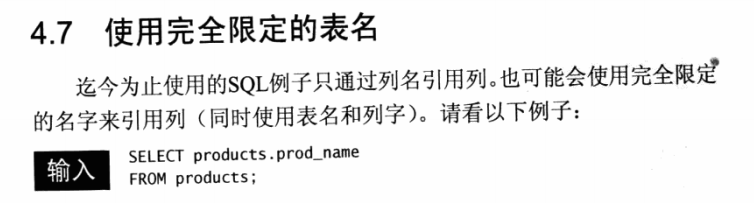 4.7 使用完全限定的表名
迄今为止使用的SQL例子只通过列名引用列。也可能会使用完全限定
的名字来引用列（同时使用表名和列字）。请看以下例子：
输入 SELECT products.prod_name
FROM products;